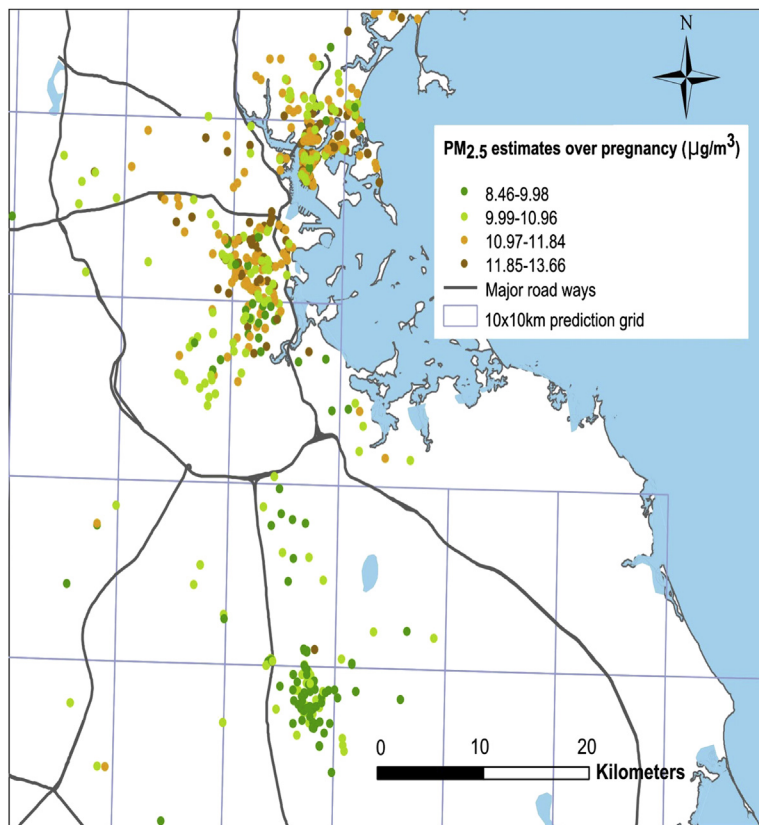 N
PM2.5 estimates over pregnancy (μg/m³)
8.46-9.98
9.99-10.96
10.97-11.84
11.85-13.66
Major road ways
10x10km prediction grid
0 10 20
Kilometers